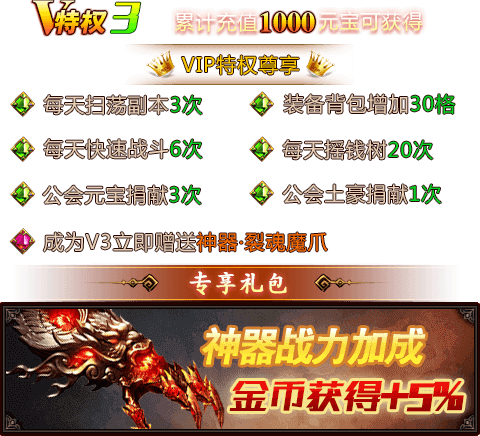 V特权 3 累计充值1000元宝可获得
VIP特权尊享
每天扫荡副本3次 装备背包增加30格
每天快速战斗6次 每天摇钱树20次
公会元宝捐献3次 公会土豪捐献1次
成为V3立即赠送神器·裂魂魔爪
专享礼包
神器战力加成
金币获得+5%